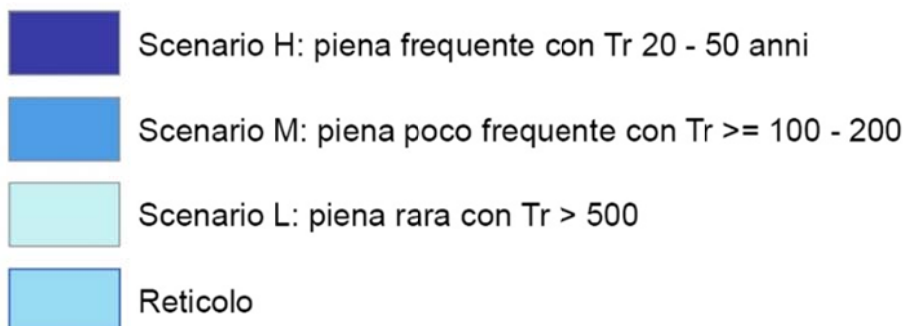 Scenario H: piena frequente con Tr 20 - 50 anni
Scenario M: piena poco frequente con Tr >= 100 - 200
Scenario L: piena rara con Tr > 500
Reticolo